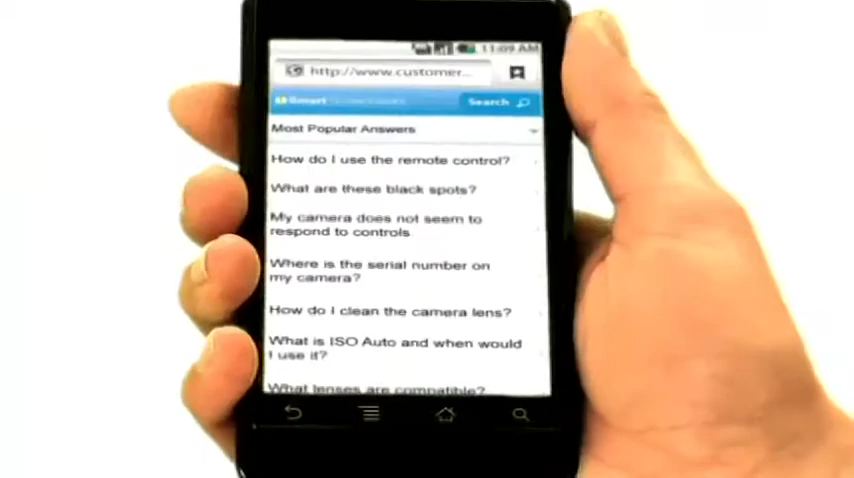 11:09 AM
http://www.customer...
Smart
Search
Most Popular Answers
How do I use the remote control?
What are these black spots?
My camera does not seem to
respond to controls
Where is the serial number on
my camera?
How do I clean the camera lens?
What is ISO Auto and when would
I use it?
What lenses are compatible?